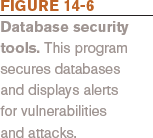 FIGURE 14-6
Database security
tools. This program
secures databases
and displays alerts
for vulnerabilities
and attacks.